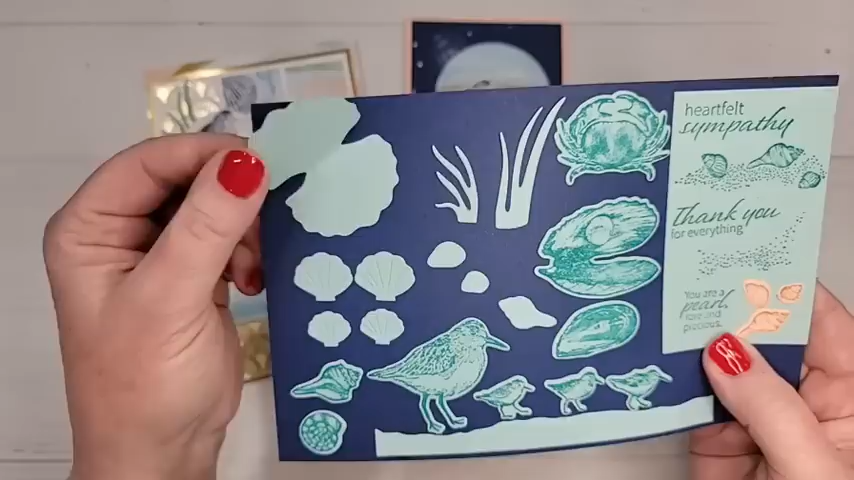 heartfelt
sympathy
Thank you
for everything
You are a
pearl,
rare and
precious